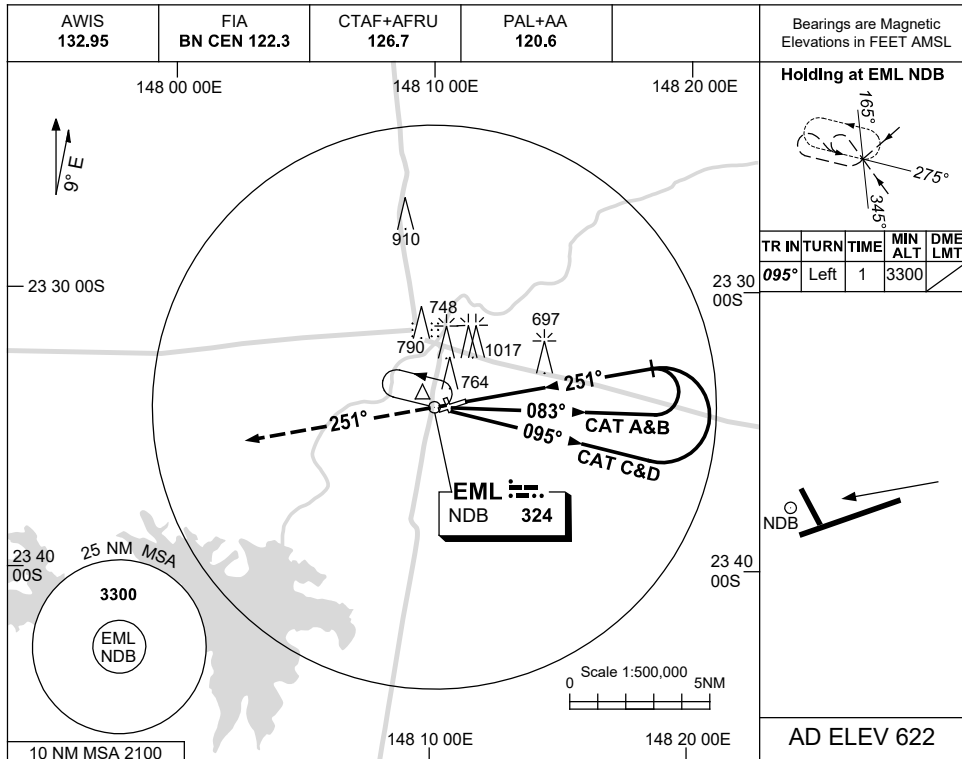 AWIS
132.95
FIA
BN CEN 122.3
CTAF+AFRU
126.7
PAL+AA
120.6
Bearings are Magnetic
Elevations in FEET AMSL
148 00 00E
148 10 00E
148 20 00E
Holding at EML NDB
165°
275°
345°
9° E
910
TR IN TURN TIME MIN ALT DME LMT
095° Left 1 3300
23 30 00S
23 30
00S
748
697
790
1017
764
251°
083°
CAT A&B
251°
095°
CAT C&D
EML
NDB 324
NDB
23 40
00S
25 NM MSA
3300
EML
NDB
23 40
00S
Scale 1:500,000
0 5NM
10 NM MSA 2100
148 10 00E
148 20 00E
AD ELEV 622